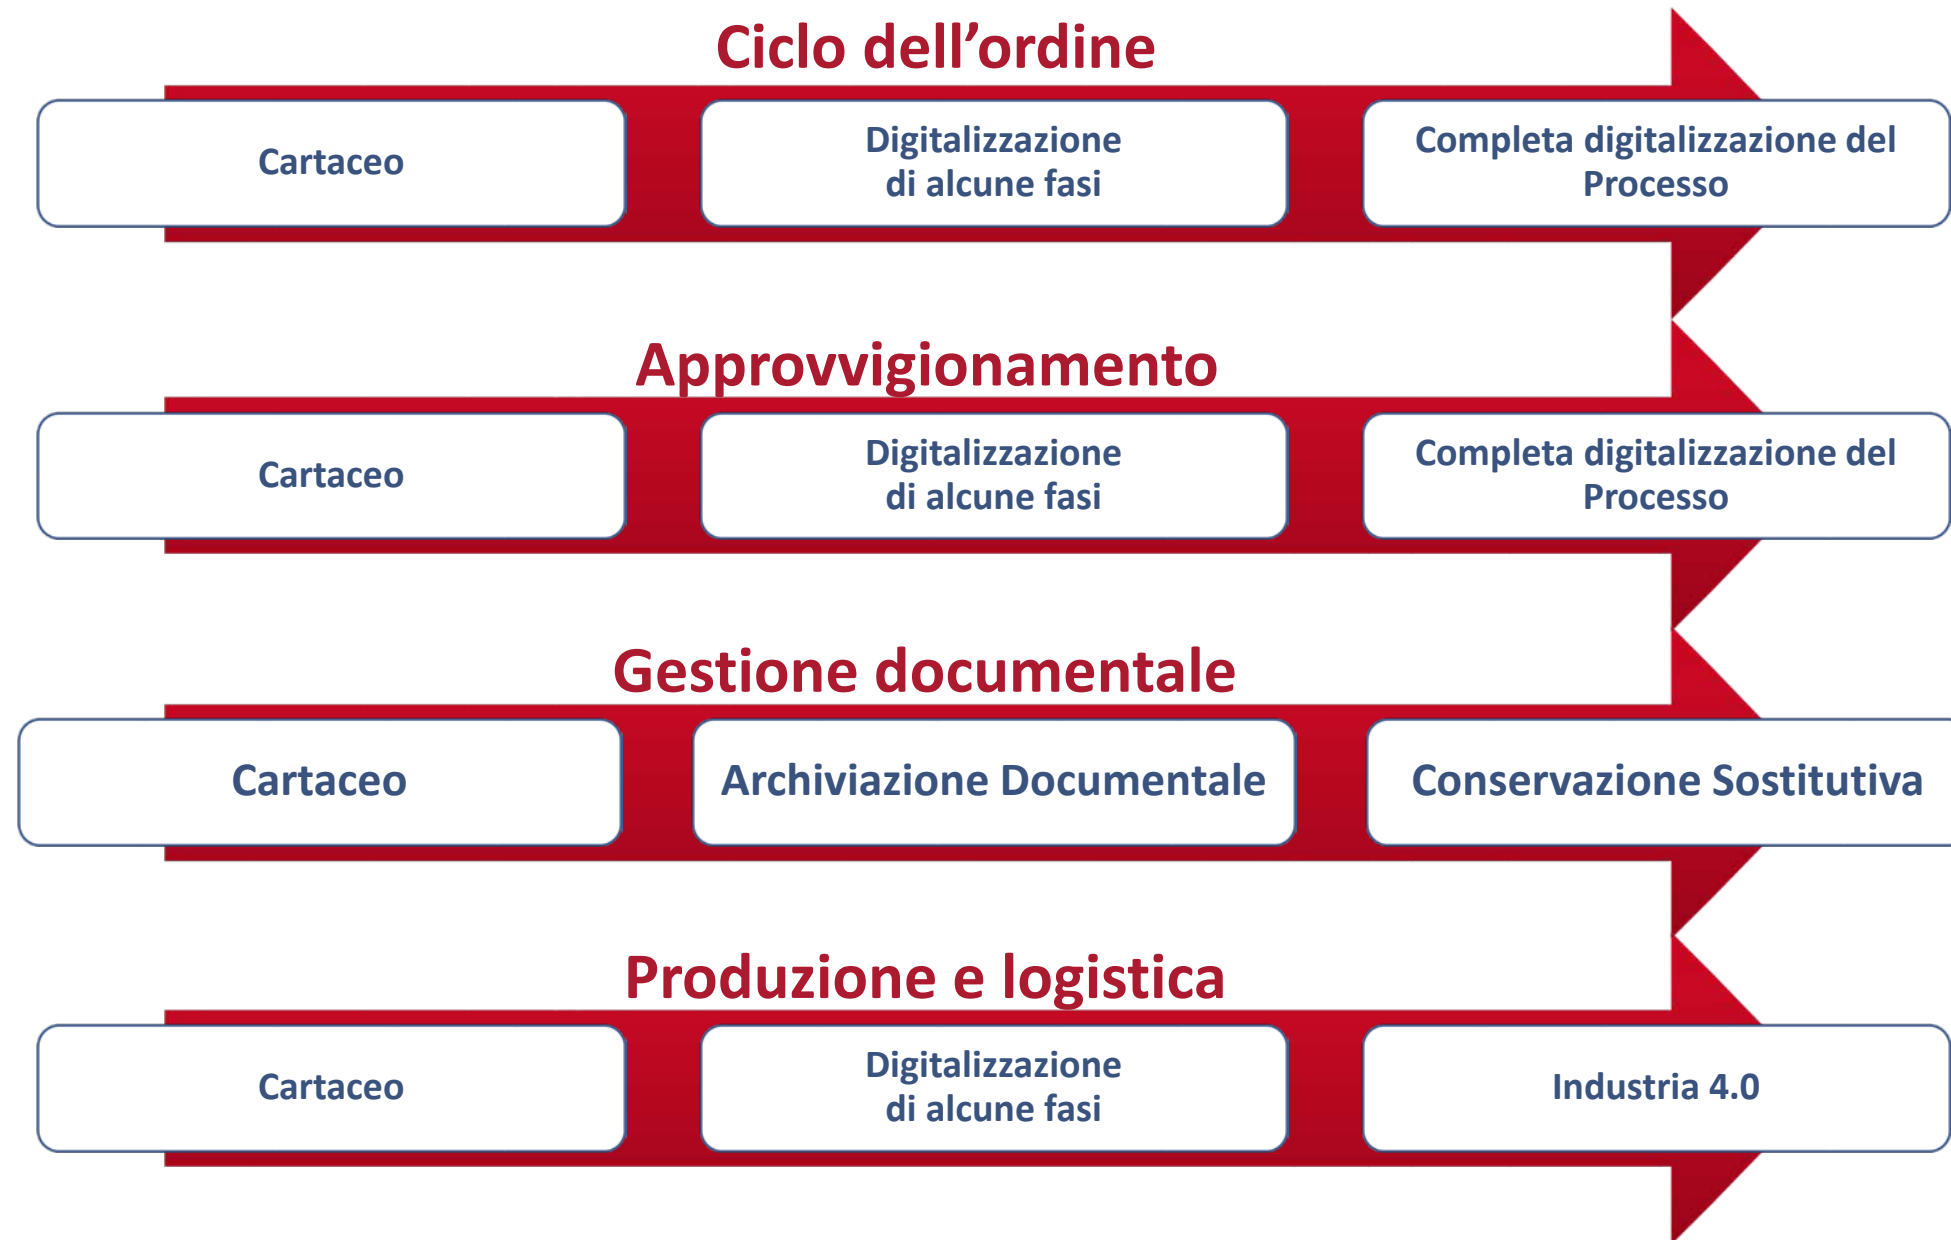 Ciclo dell’ordine
Cartaceo
Digitalizzazione
di alcune fasi
Completa digitalizzazione del
Processo
Approvvigionamento
Cartaceo
Digitalizzazione
di alcune fasi
Completa digitalizzazione del
Processo
Gestione documentale
Cartaceo
Archiviazione Documentale
Conservazione Sostitutiva
Produzione e logistica
Cartaceo
Digitalizzazione
di alcune fasi
Industria 4.0